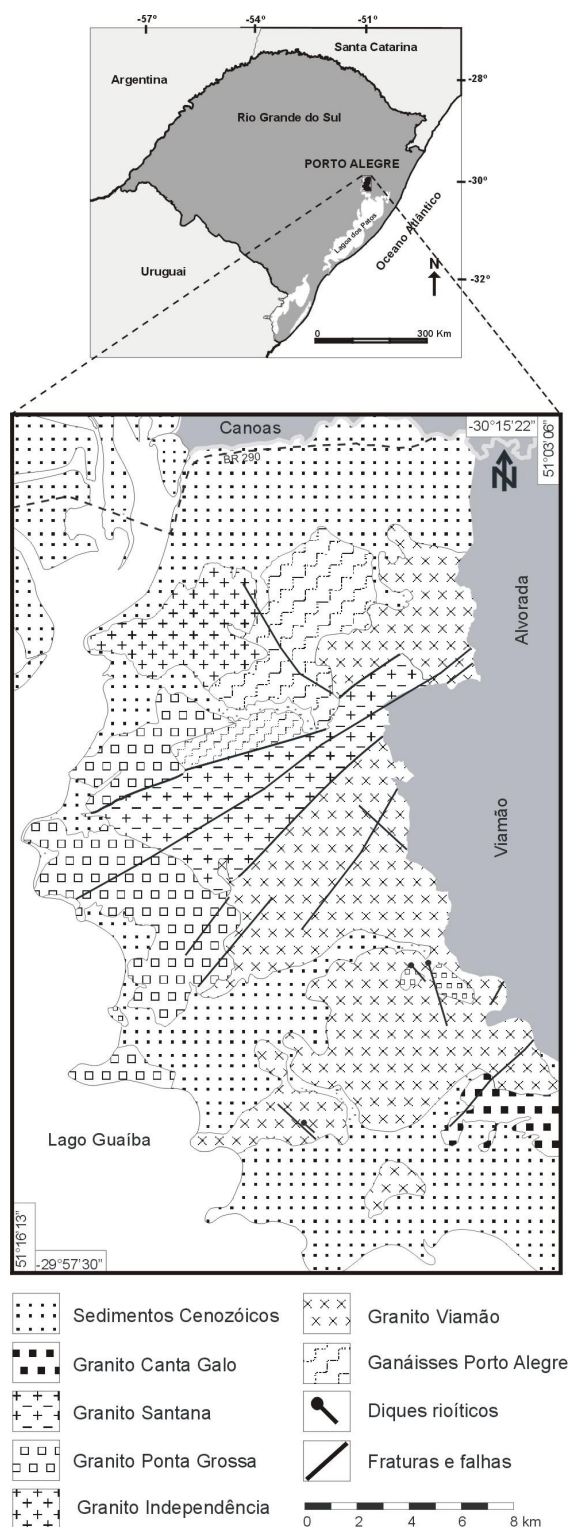 -57°
-54°
-51°
Santa Catarina
Argentina
-28°
Rio Grande do Sul
PORTO ALEGRE
-30°
Lagoa dos Patos
Oceano Atlântico
Uruguai
N
-32°
0 300 Km
Canoas
-30°15'22"
51°03'06"
BR 290
N
Alvorada
Viamão
Lago Guaíba
51°16'13"
-29°57'30"
Sedimentos Cenozóicos
Granito Canta Galo
Granito Santana
Granito Ponta Grossa
Granito Independência
Granito Viamão
Ganáisses Porto Alegre
Diques rioíticos
Fraturas e falhas
0 2 4 6 8 km